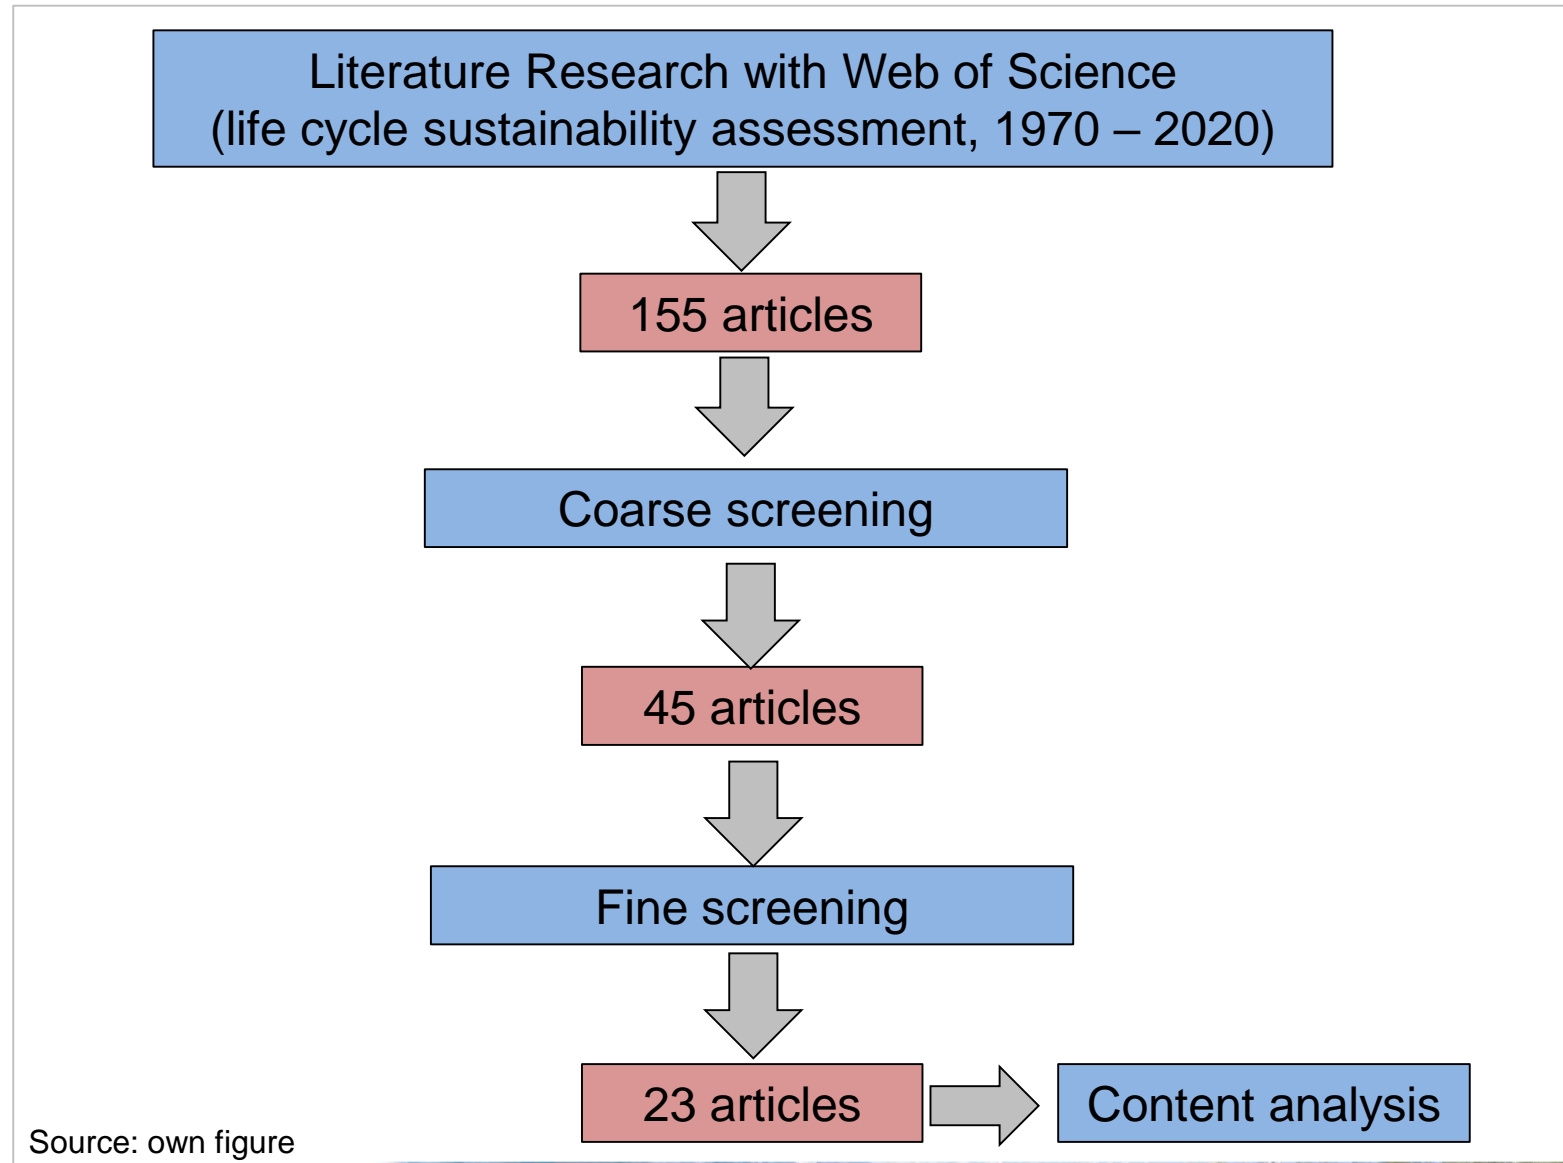 Literature Research with Web of Science
(life cycle sustainability assessment, 1970 – 2020)
155 articles
Coarse screening
45 articles
Fine screening
23 articles
Content analysis
Source: own figure